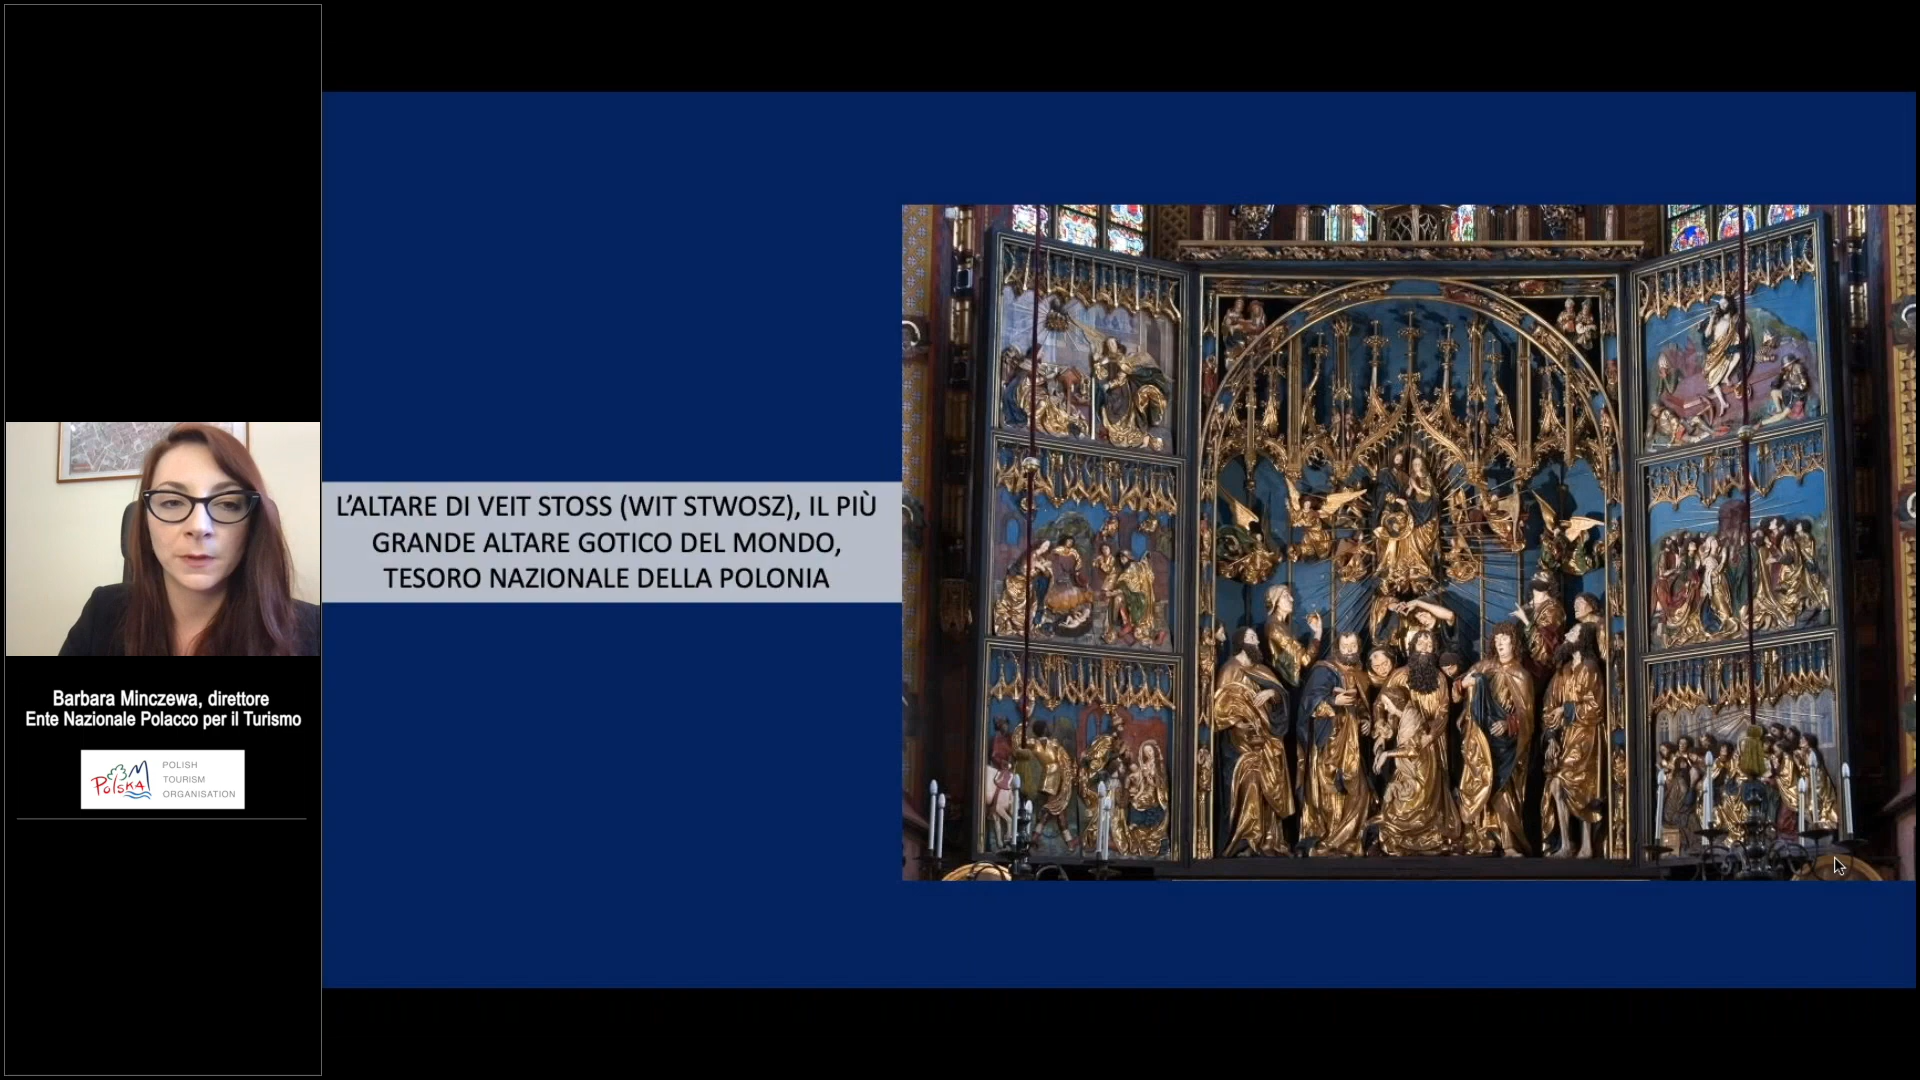 L'ALTARE DI VEIT STOSS (WIT STWOSZ), IL PIÙ
GRANDE ALTARE GOTICO DEL MONDO,
TESORO NAZIONALE DELLA POLONIA
Barbara Minczewa, direttore
Ente Nazionale Polacco per il Turismo
POLSKA
POLISH
TOURISM
ORGANISATION